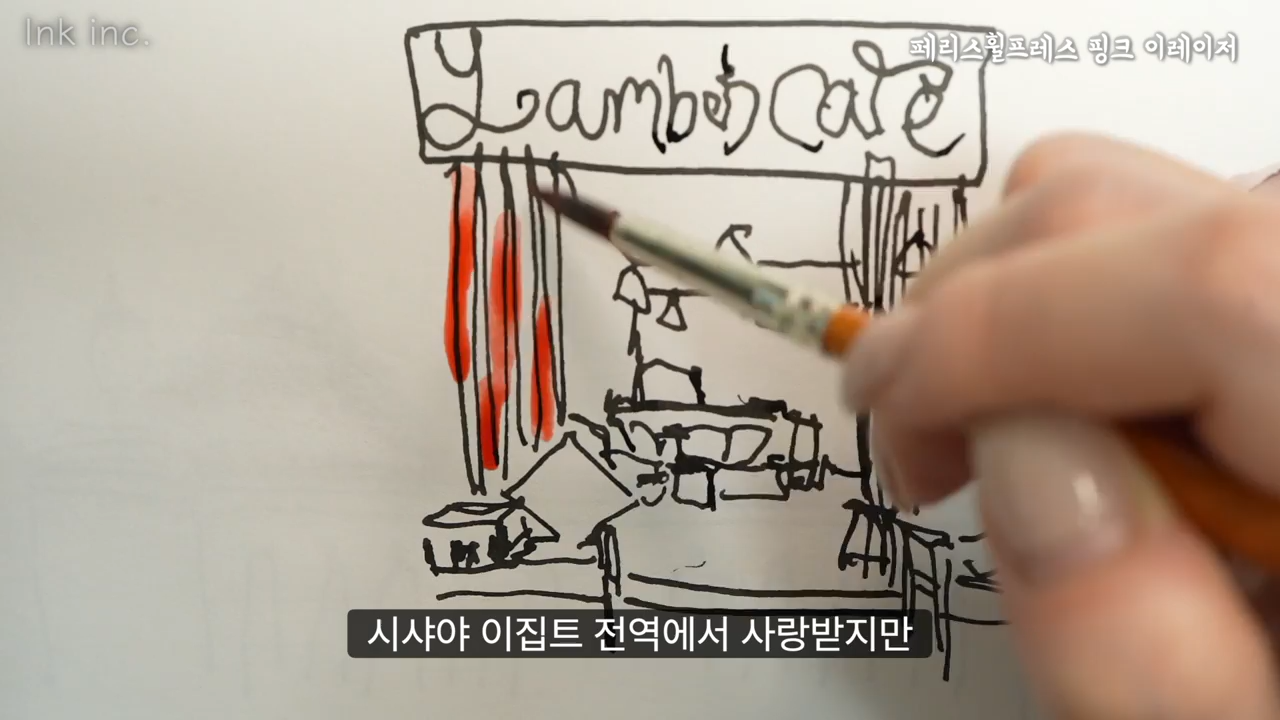 Ink inc.
페리스휠프레스 핑크 이레이저
Lambeth Cafe
시샤야 이집트 전역에서 사랑받지만